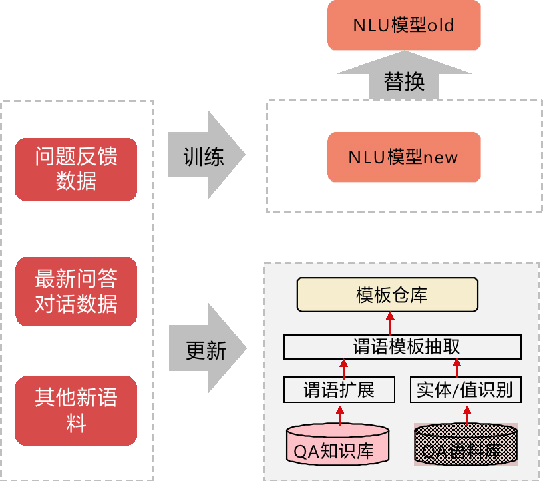 NLU模型old
替换
问题反馈
数据
训练
NLU模型new
最新问答
对话数据
更新
模板仓库
谓语模板抽取
谓语扩展
实体/值识别
其他新语
料
QA知识库
QA语料库